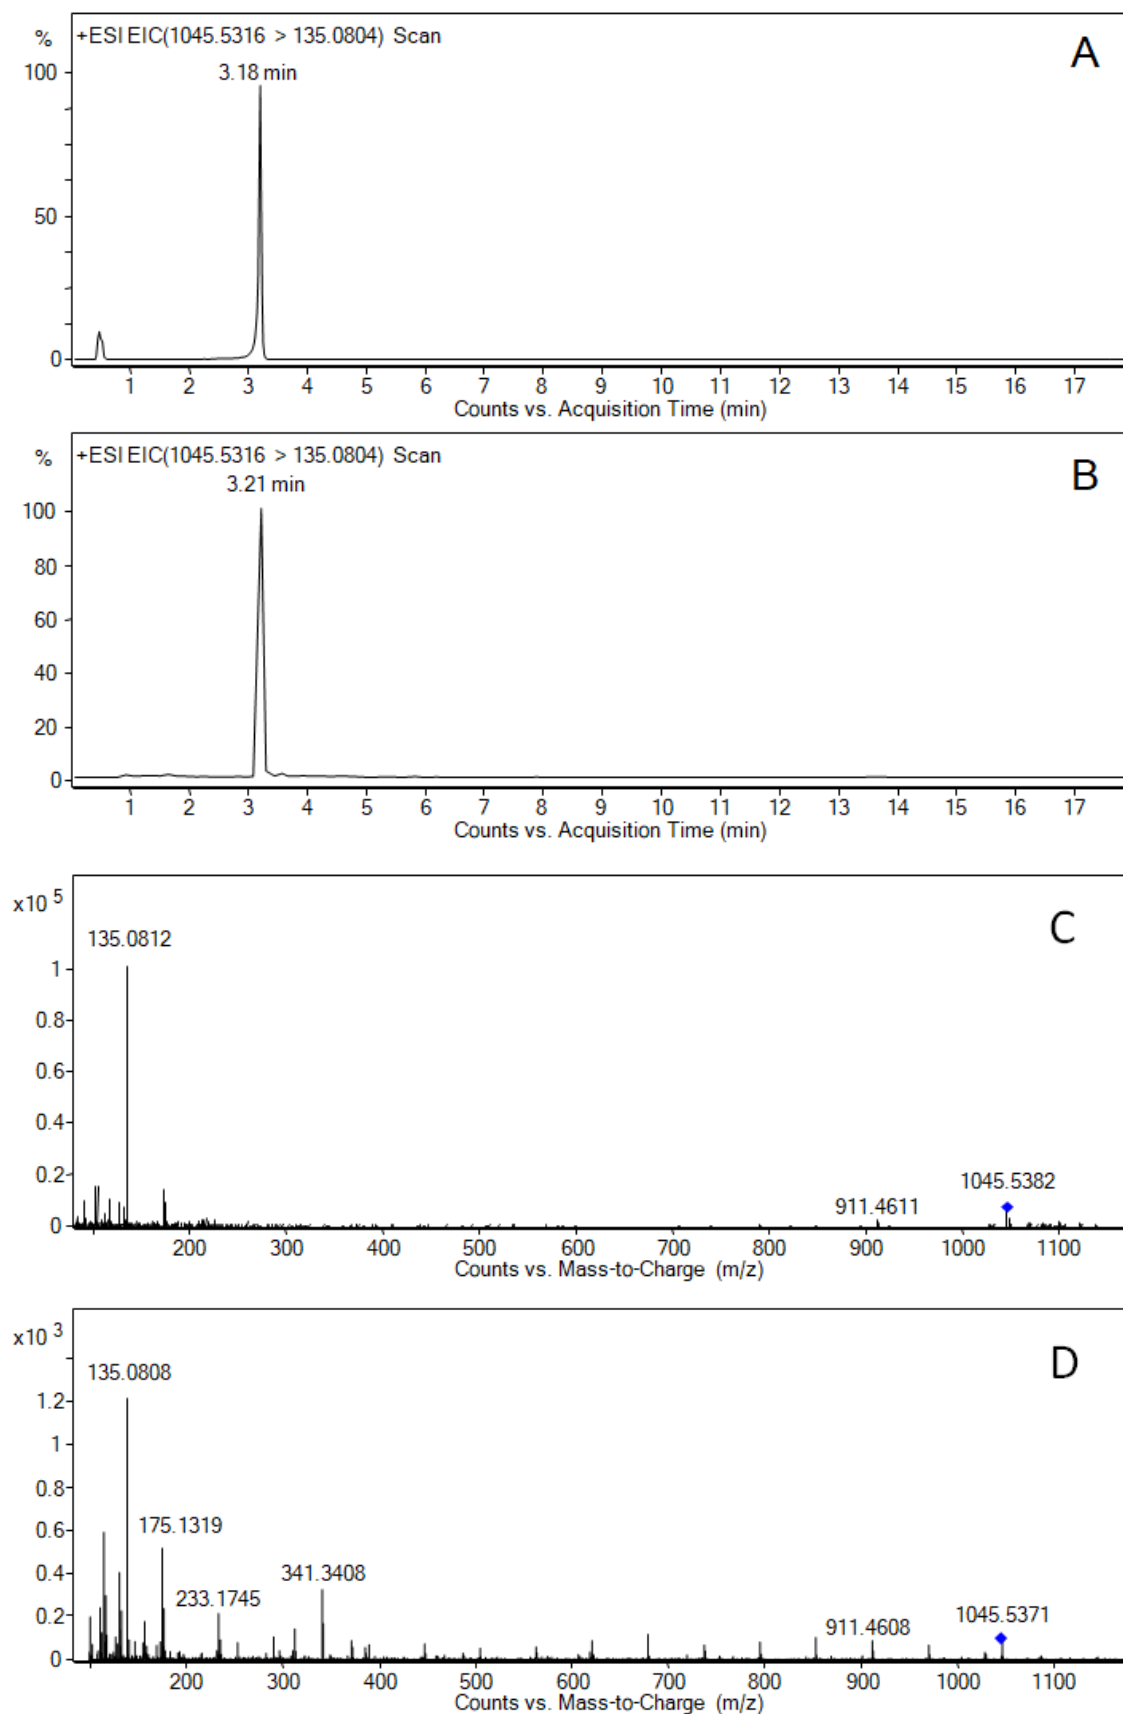 %
+ESI EIC(1045.5316 > 135.0804) Scan
A
3.18 min
100
50
0
1 2 3 4 5 6 7 8 9 10 11 12 13 14 15 16 17
Counts vs. Acquisition Time (min)
%
+ESI EIC(1045.5316 > 135.0804) Scan
B
3.21 min
100
80
60
40
20
0
1 2 3 4 5 6 7 8 9 10 11 12 13 14 15 16 17
Counts vs. Acquisition Time (min)
x10 5
C
135.0812
1
0.8
0.6
0.4
0.2
0
911.4611
1045.5382
200 300 400 500 600 700 800 900 1000 1100
Counts vs. Mass-to-Charge (m/z)
x10 3
D
135.0808
1.2
1
0.8
0.6
0.4
0.2
0
175.1319
233.1745
341.3408
911.4608
1045.5371
200 300 400 500 600 700 800 900 1000 1100
Counts vs. Mass-to-Charge (m/z)